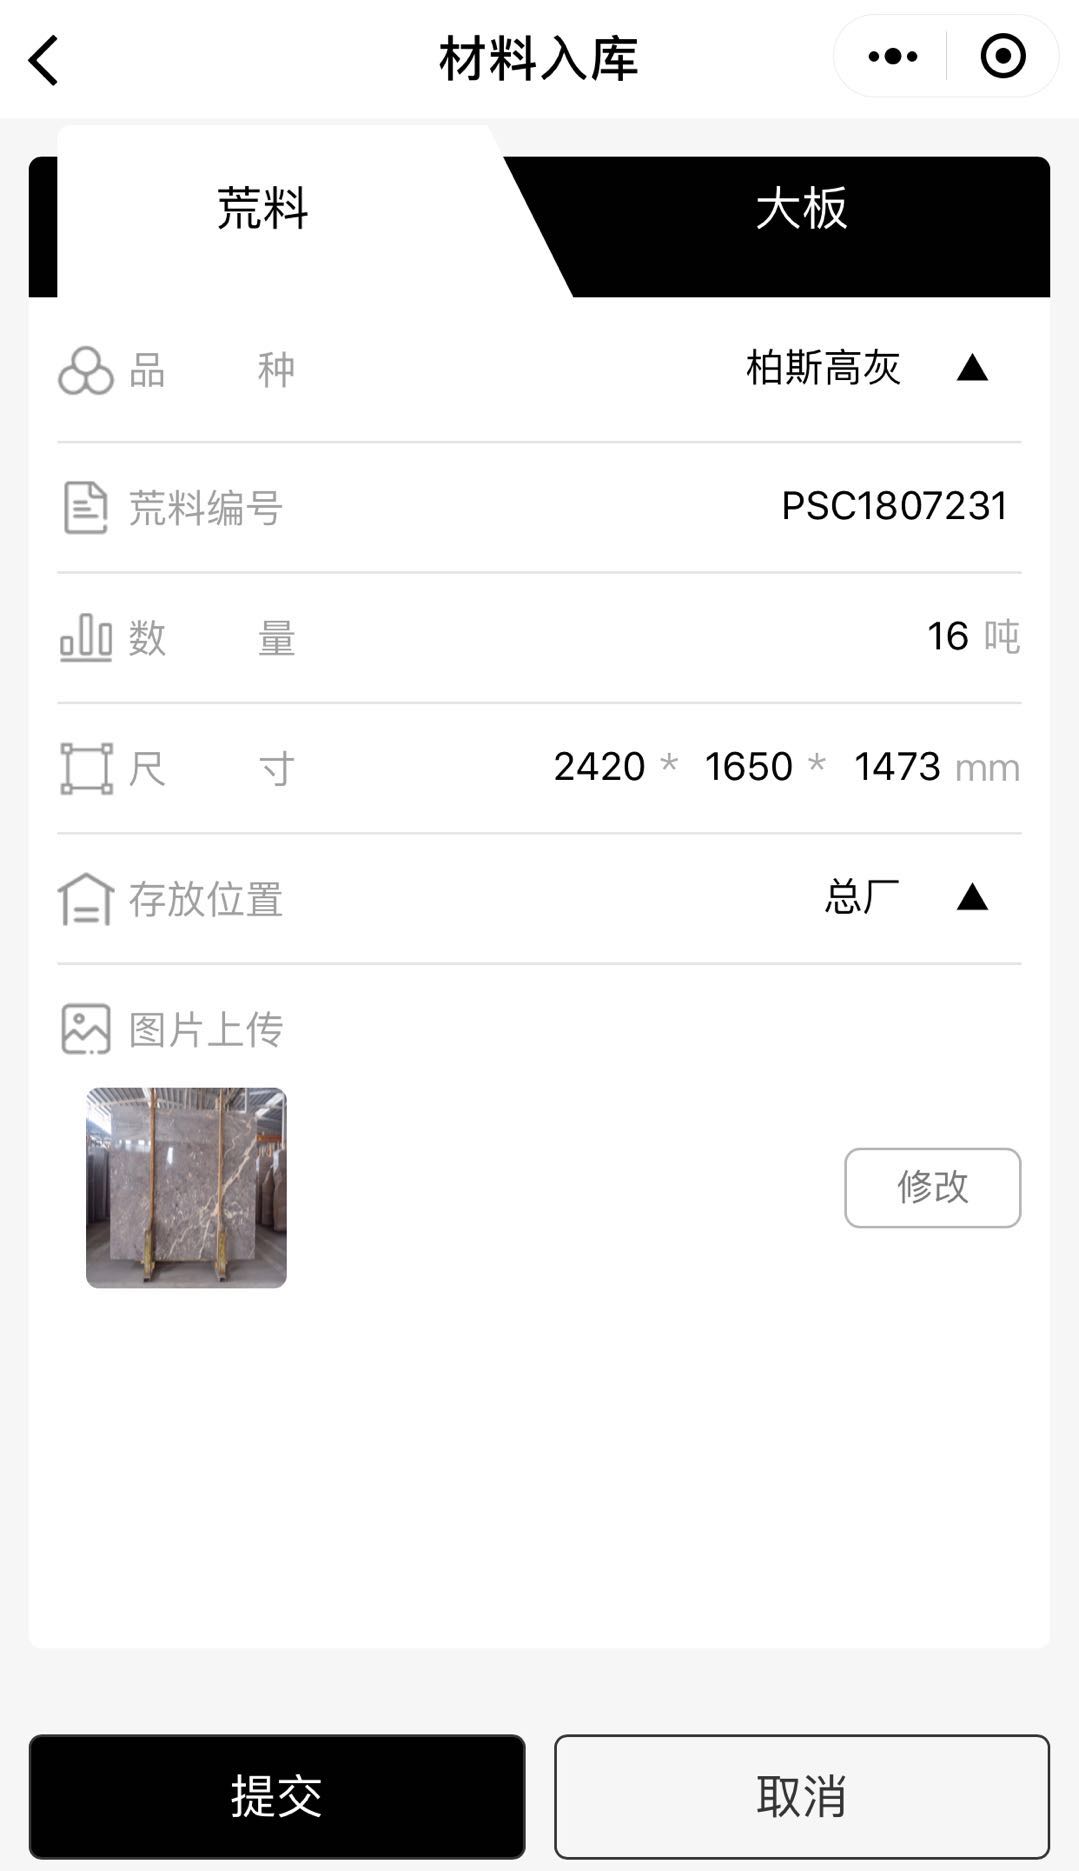 材料入库
荒料
大板
品 种 柏斯高灰
荒料编号 PSC1807231
数 量 16 吨
尺 寸 2420 * 1650 * 1473 mm
存放位置 总厂
图片上传
修改
提交 取消